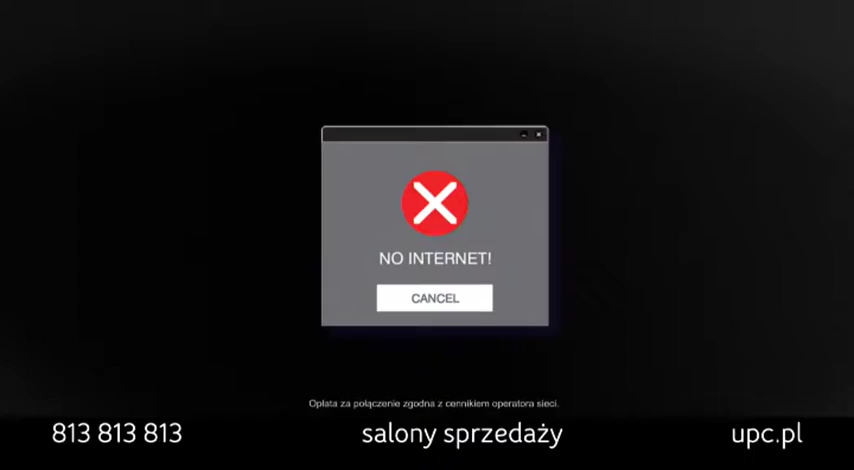 NO INTERNET!
CANCEL
Opłata za połączenie zgodna z cennikiem operatora sieci.
813 813 813 salony sprzedaży upc.pl